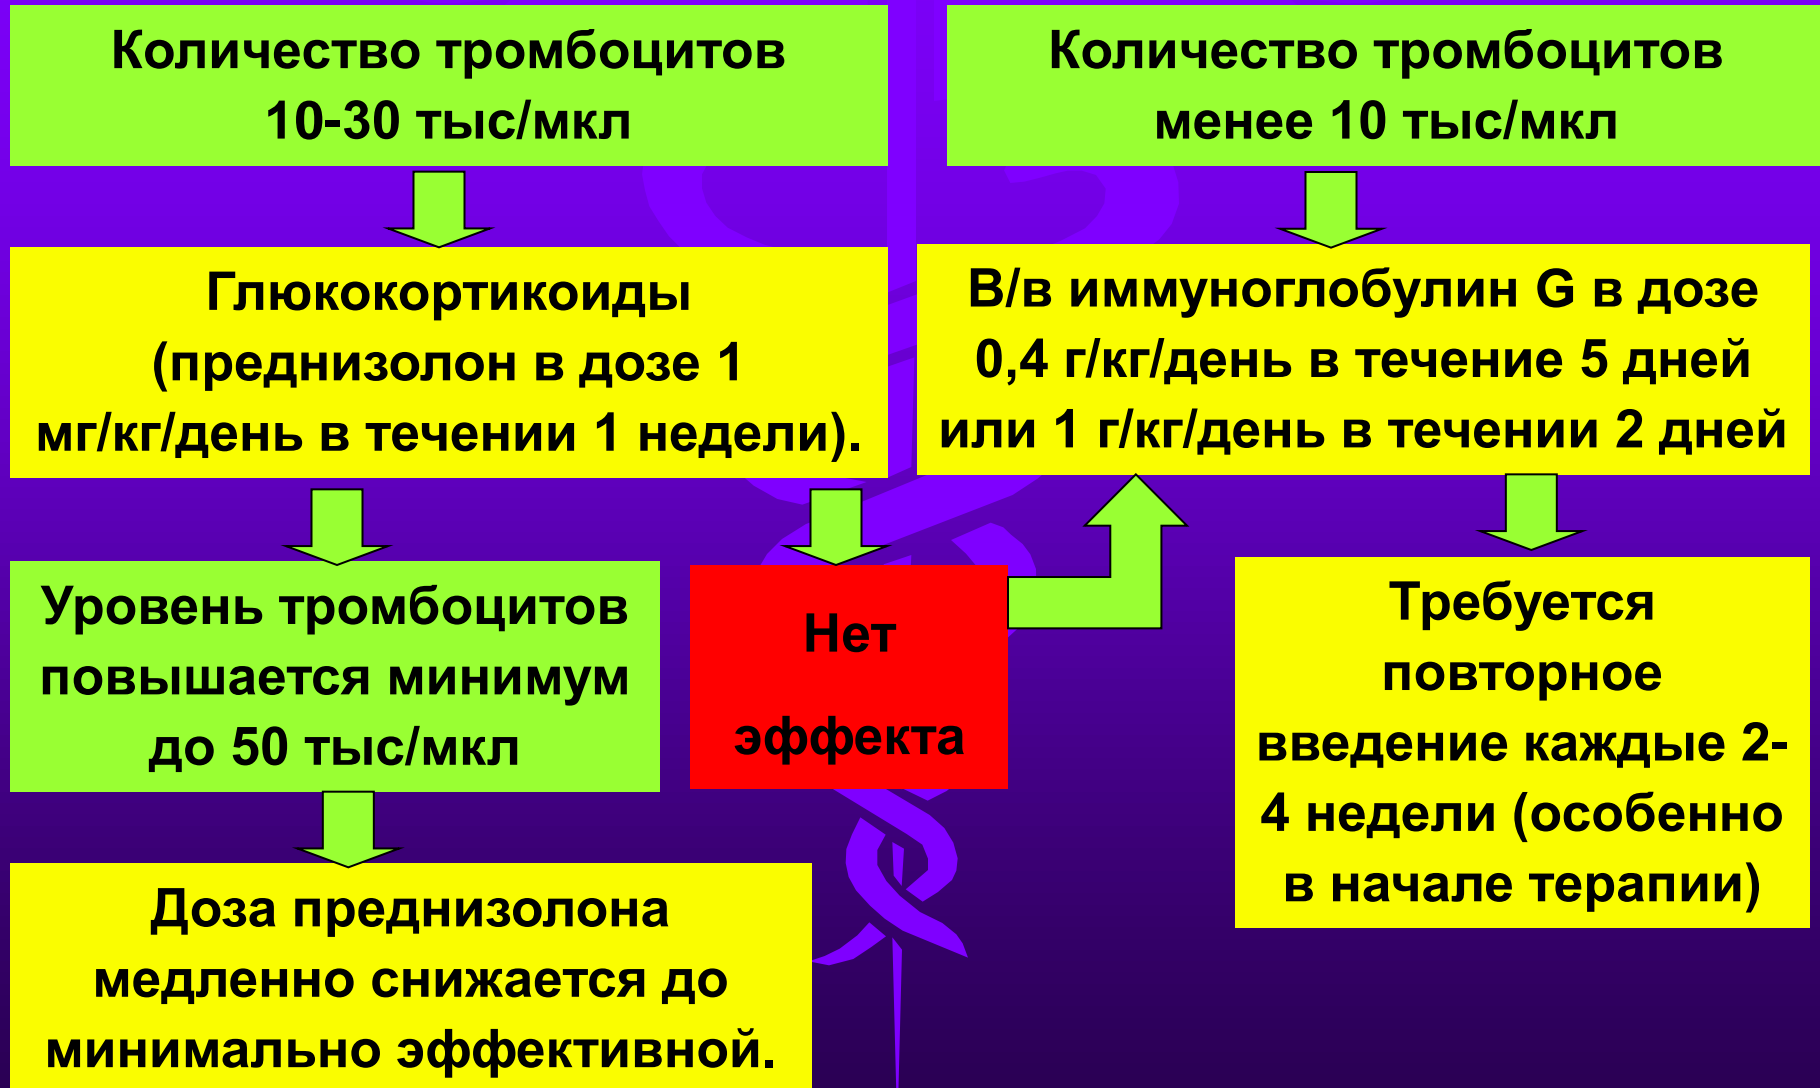 Количество тромбоцитов
10-30 тыс/мкл
Количество тромбоцитов
менее 10 тыс/мкл
Глюкокортикоиды
(преднизолон в дозе 1
мг/кг/день в течении 1 недели).
В/в иммуноглобулин G в дозе
0,4 г/кг/день в течение 5 дней
или 1 г/кг/день в течении 2 дней
Уровень тромбоцитов
повышается минимум
до 50 тыс/мкл
Нет
эффекта
Требуется
повторное
введение каждые 2-
4 недели (особенно
в начале терапии)
Доза преднизолона
медленно снижается до
минимально эффективной.